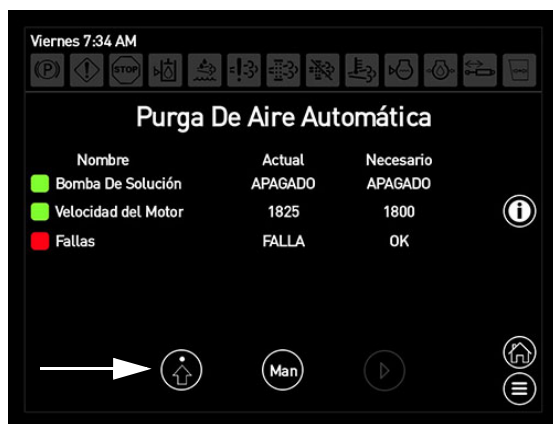 Viernes 7:34 AM
P ! STOP
Purga De Aire Automática
Nombre Actual Necesario
Bomba De Solución APAGADO APAGADO
Velocidad del Motor 1825 1800
Fallas FALLA OK
i
Man